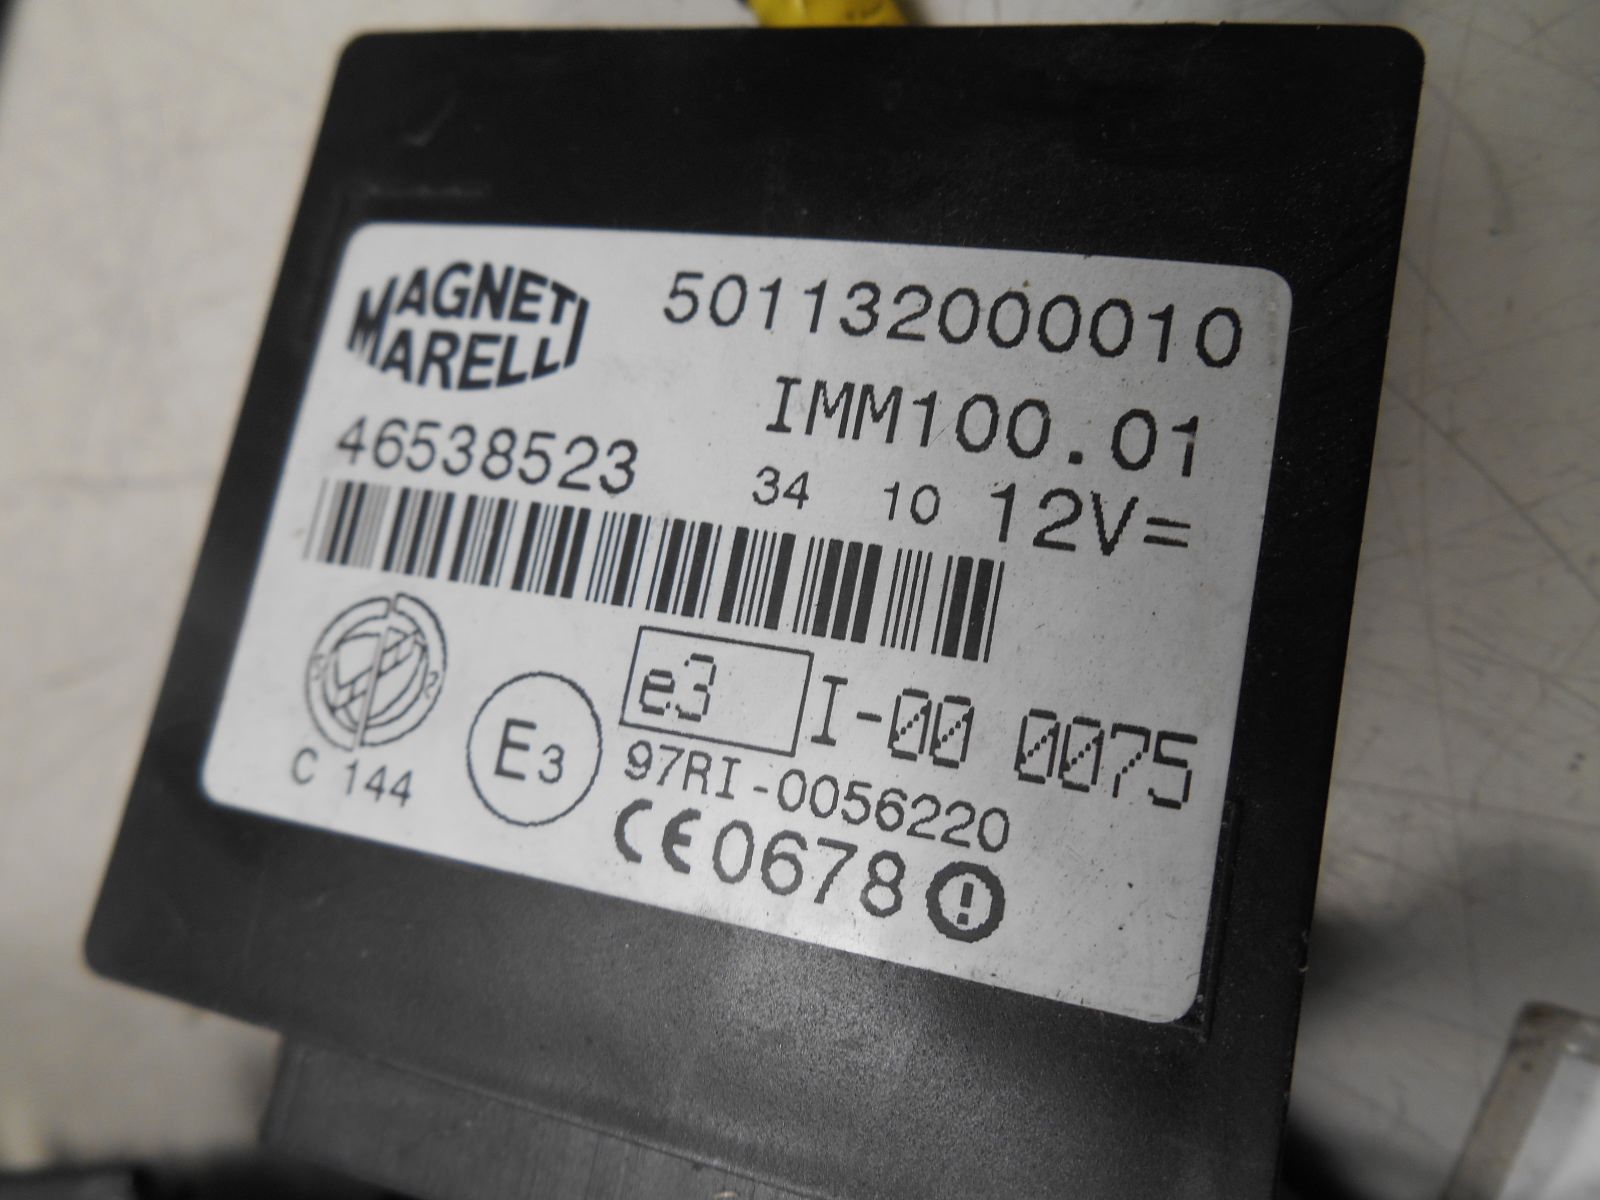 MAGNETI
MARELLI
501132000010
IMM100.01
46538523
34 10 12V=
e3 I-00 0075
E3
C 144
97RI-0056220
CE0678